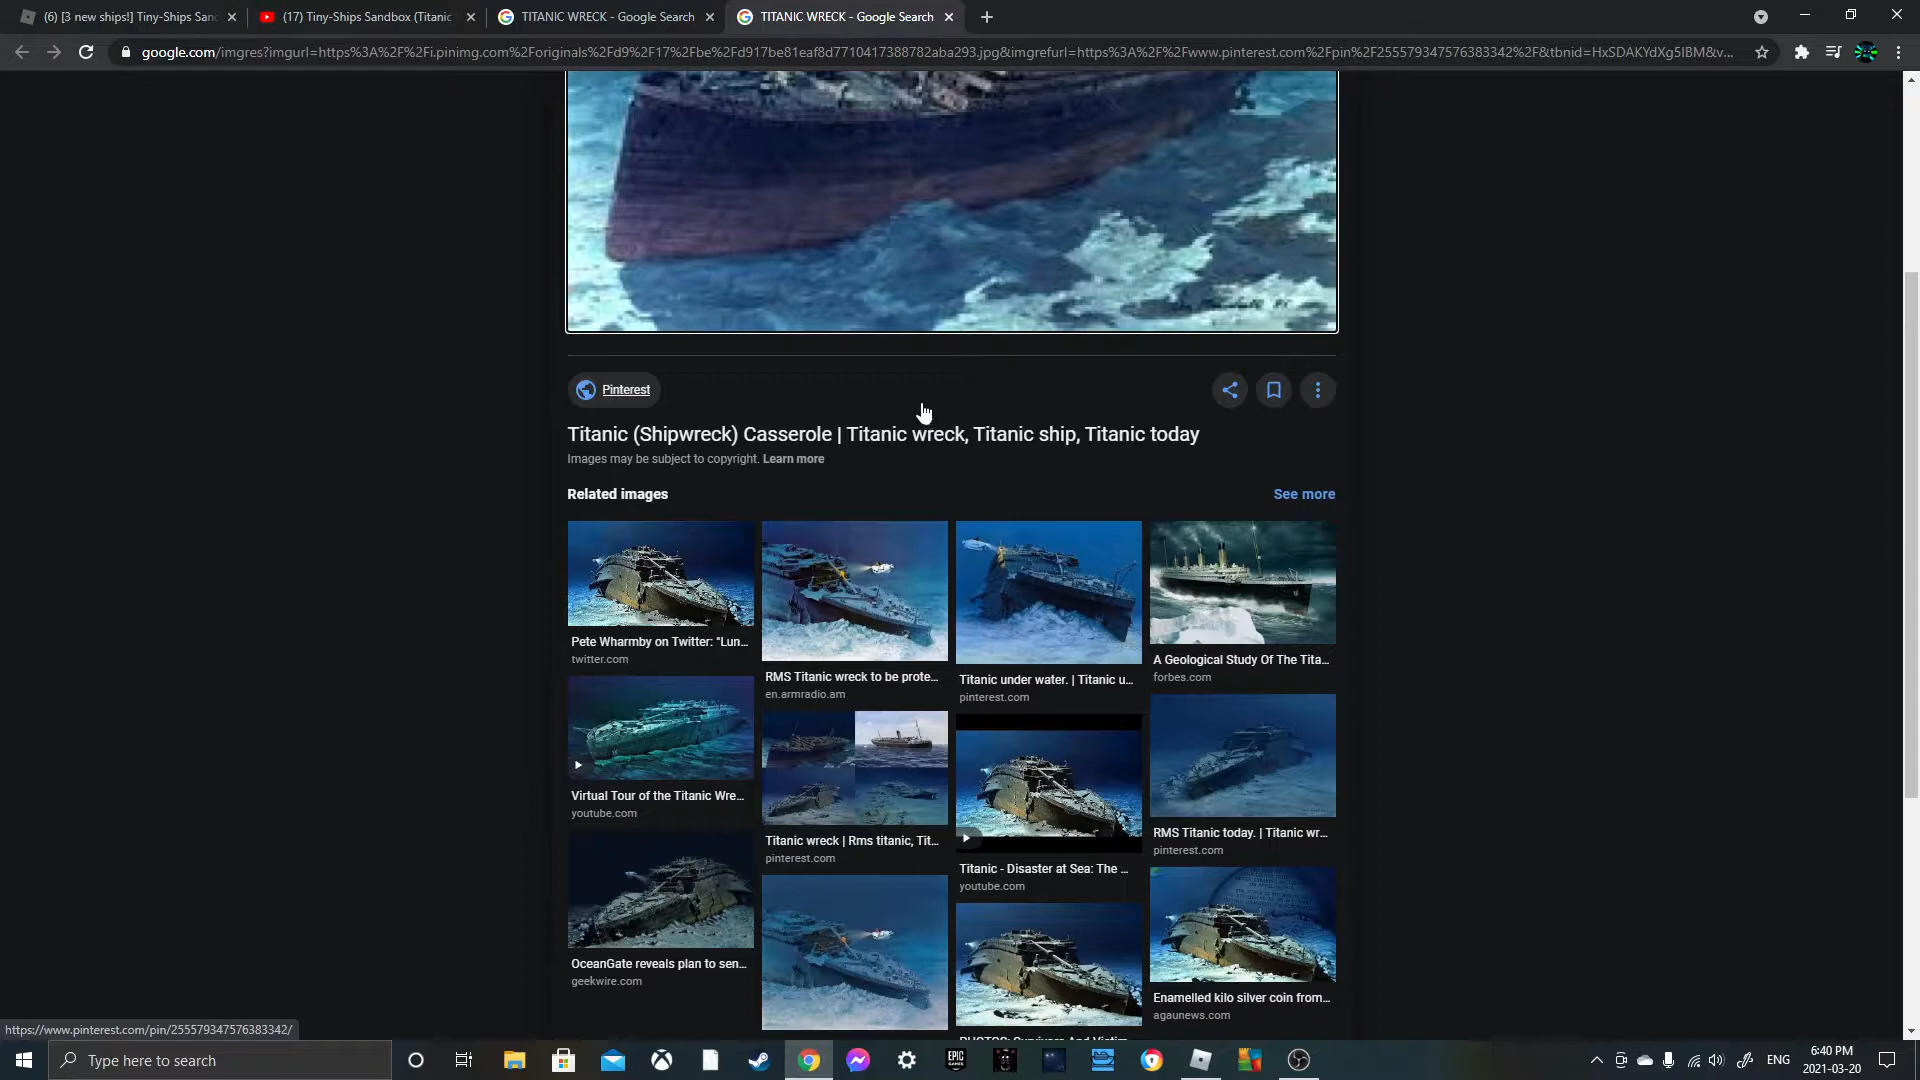 (6) [3 new ships!] Tiny-Ships San
(17) Tiny-Ships Sandbox (Titanic
TITANIC WRECK - Google Search
TITANIC WRECK - Google Search
google.com/imgres?imgurl=https%3A%2F%2Fi.pinimg.com%2Foriginals%2Fd9%2F17%2Fbe%2Fd917be81eaf8d7710417388782aba293.jpg&imgrefurl=https%3A%2F%2Fwww.pinterest.com%2Fpin%2F255579347576383342%2F&tbnid=HxSDAKYdXg5IBM&v...
Pinterest
Titanic (Shipwreck) Casserole | Titanic wreck, Titanic ship, Titanic today
Images may be subject to copyright. Learn more
Related images
See more
Pete Wharmby on Twitter: "Lun...
twitter.com
RMS Titanic wreck to be prote...
en.armradio.am
Titanic under water. | Titanic u...
pinterest.com
A Geological Study Of The Tita...
forbes.com
Virtual Tour of the Titanic Wre...
youtube.com
Titanic wreck | Rms titanic, Tit...
pinterest.com
Titanic - Disaster at Sea: The ...
youtube.com
RMS Titanic today. | Titanic wr...
pinterest.com
OceanGate reveals plan to sen...
geekwire.com
Enamelled kilo silver coin from...
agaunews.com
https://www.pinterest.com/pin/255579347576383342/
Type here to search
EPIC
GAMES
ENG
6:40 PM
2021-03-20